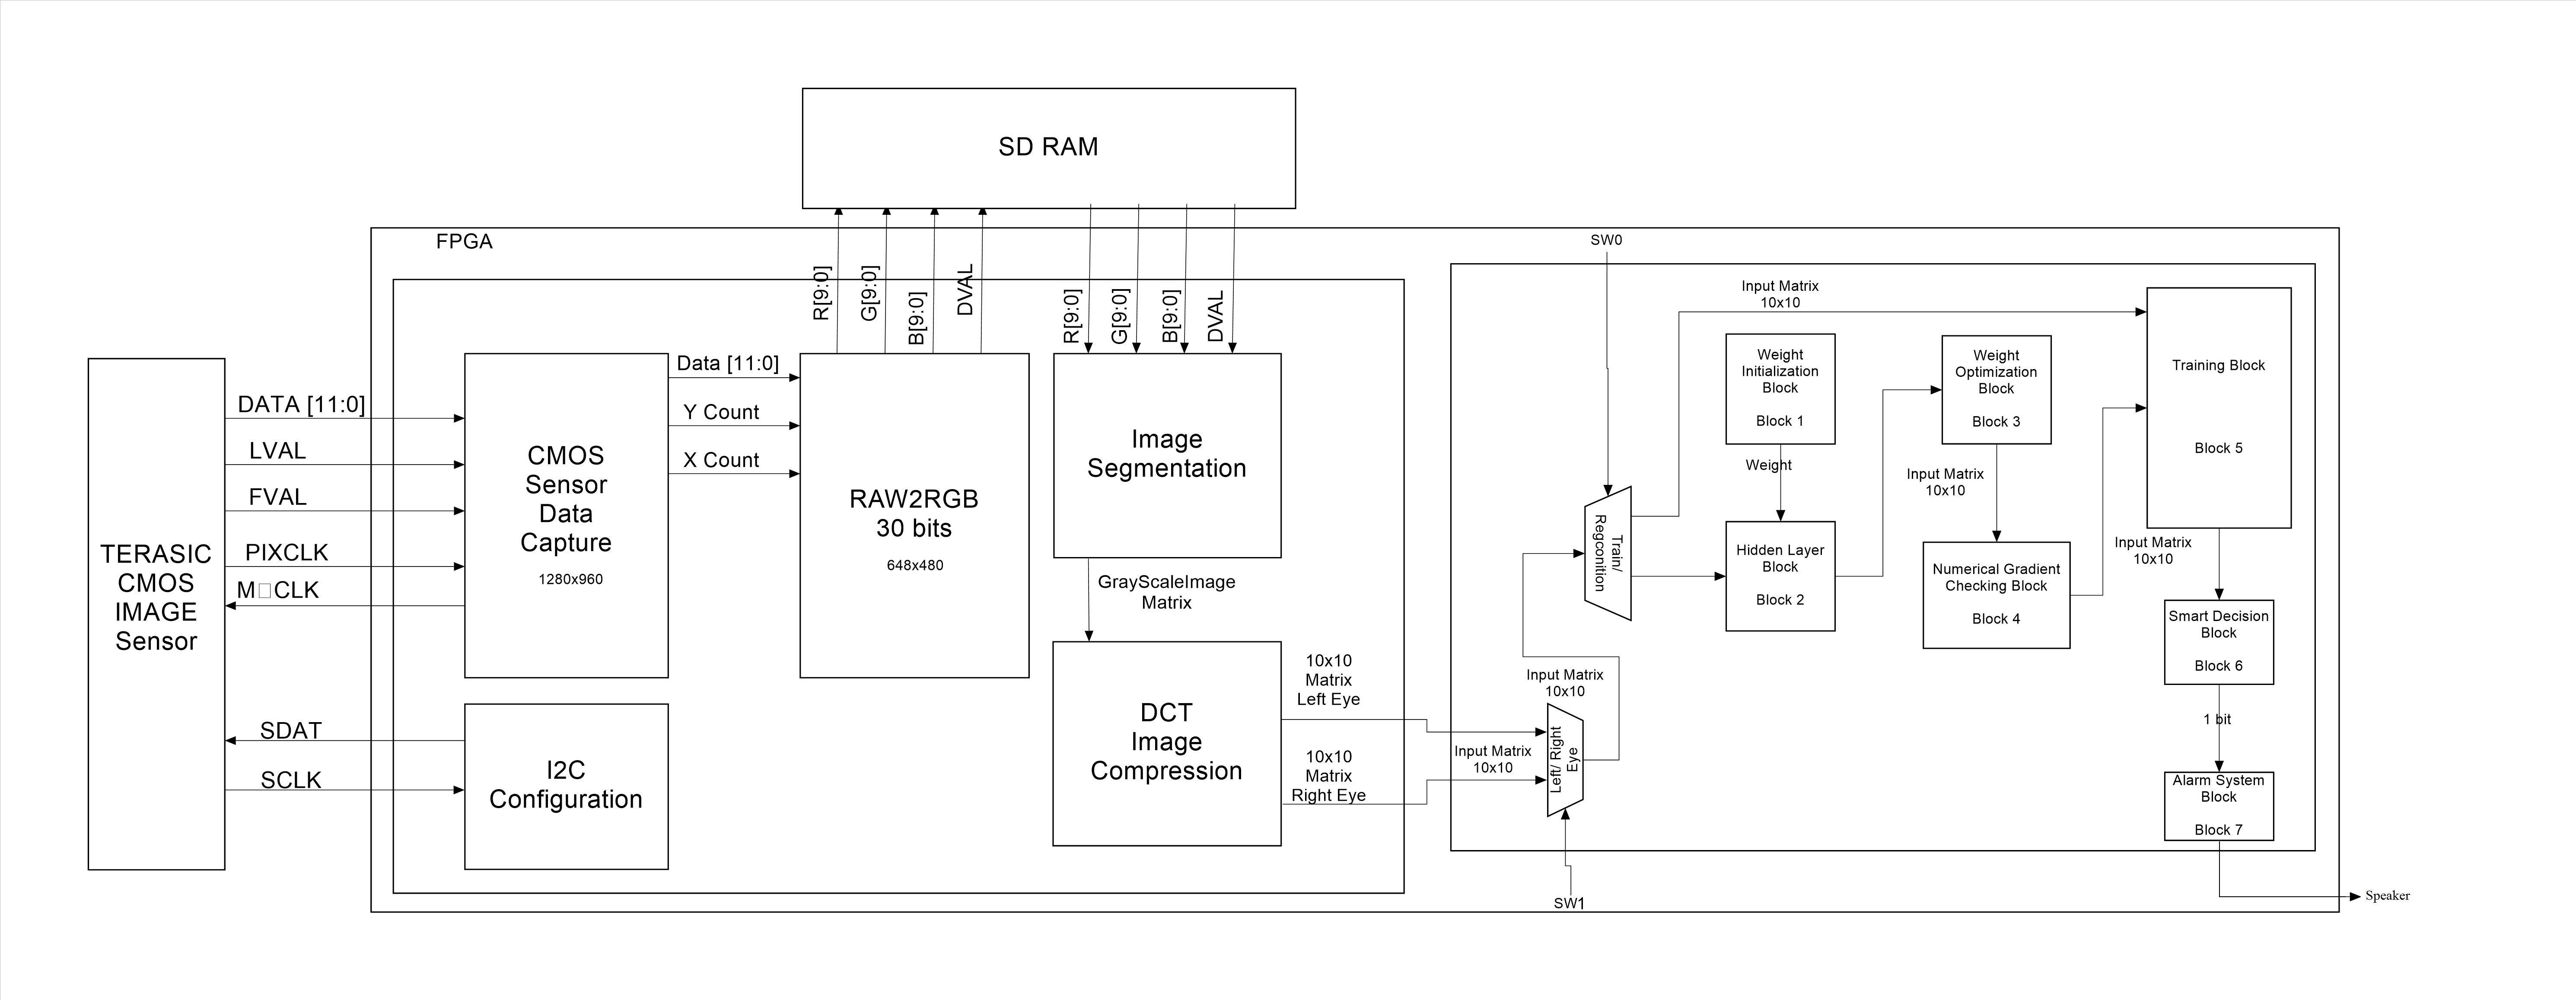 SD RAM
FPGA
SW0
R[9:0]
G[9:0]
B[9:0]
DVAL
R[9:0]
G[9:0]
B[9:0]
DVAL
TERASIC
CMOS
IMAGE
Sensor
DATA [11:0]
LVAL
FVAL
PIXCLK
M□CLK
SDAT
SCLK
CMOS
Sensor
Data
Capture
1280x960
I2C
Configuration
Data [11:0]
Y Count
X Count
RAW2RGB
30 bits
648x480
Image
Segmentation
GrayScaleImage
Matrix
DCT
Image
Compression
10x10
Matrix
Left Eye
10x10
Matrix
Right Eye
Input Matrix
10x10
Left/ Right
Eye
SW1
Input Matrix
10x10
Train/
Regconition
Input Matrix
10x10
Weight
Initialization
Block
Block 1
Weight
Hidden Layer
Block
Block 2
Weight
Optimization
Block
Block 3
Input Matrix
10x10
Numerical Gradient
Checking Block
Block 4
Training Block
Block 5
Input Matrix
10x10
Smart Decision
Block
Block 6
1 bit
Alarm System
Block
Block 7
Speaker